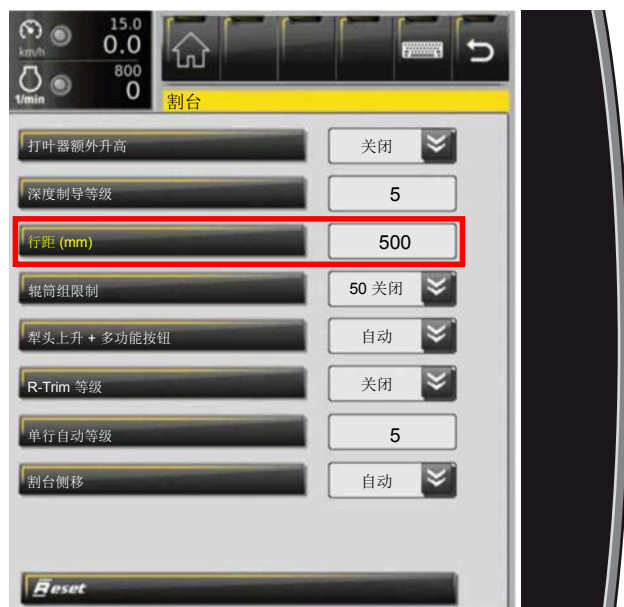 15.0
km/h 0.0
800
1/min 0
割台
打叶器额外升高 关闭
深度制导等级 5
行距 (mm) 500
辊筒组限制 50 关闭
犁头上升 + 多功能按钮 自动
R-Trim 等级 关闭
单行自动等级 5
割台侧移 自动
Reset